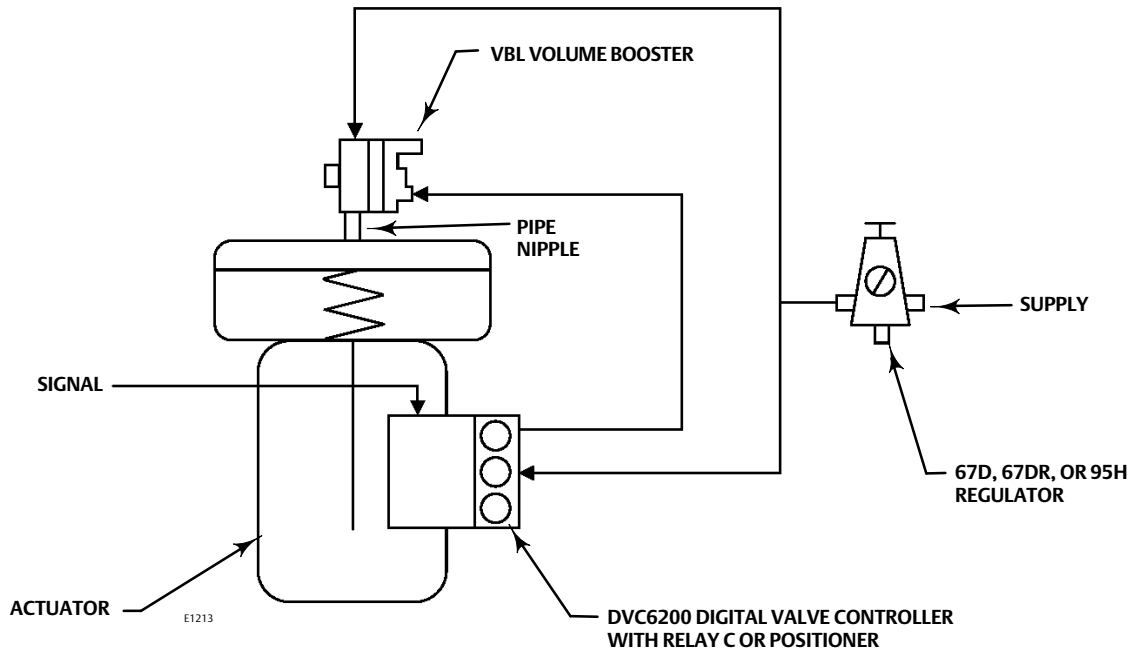 VBL VOLUME BOOSTER
PIPE
NIPPLE
SUPPLY
SIGNAL
67D, 67DR, OR 95H
REGULATOR
ACTUATOR
E1213
DVC6200 DIGITAL VALVE CONTROLLER
WITH RELAY C OR POSITIONER